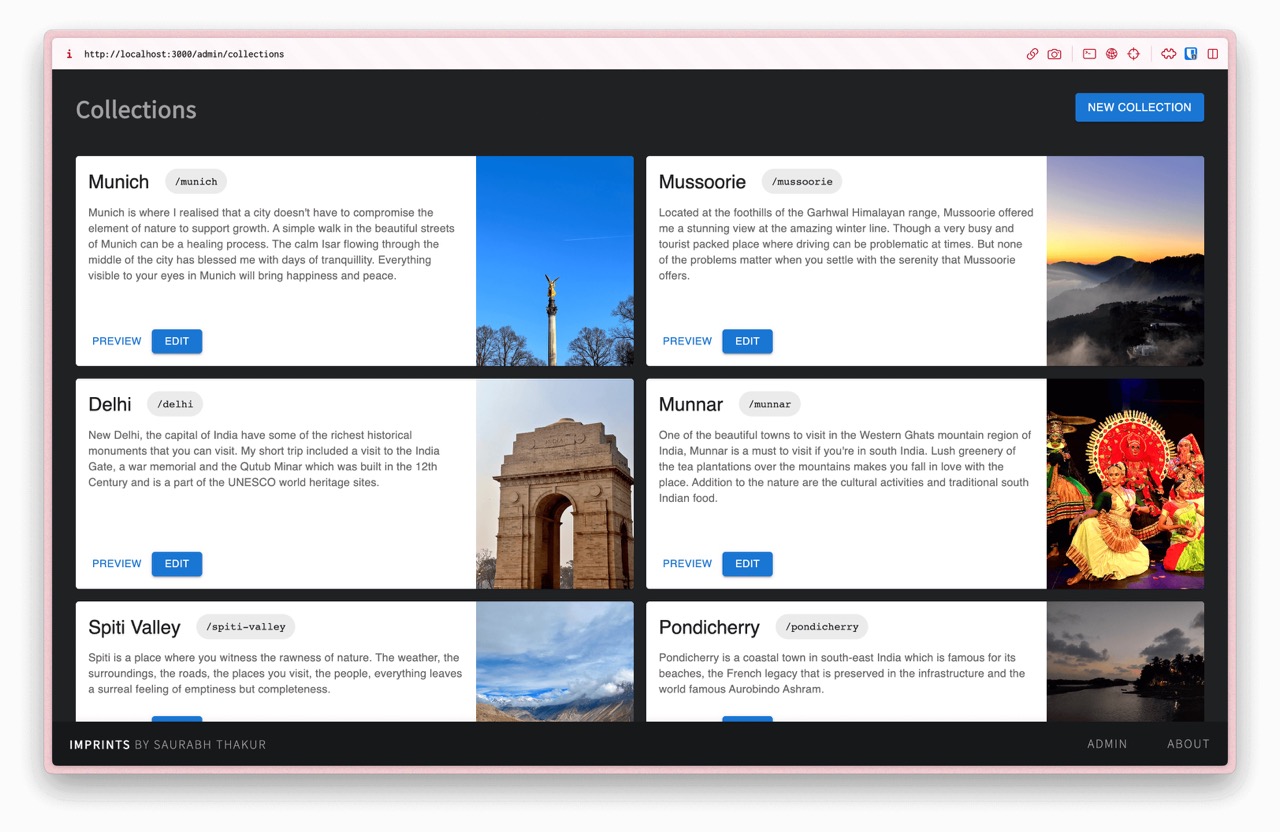 http://localhost:3000/admin/collections
Collections
NEW COLLECTION
Munich
/munich
Munich is where I realised that a city doesn't have to compromise the
element of nature to support growth. A simple walk in the beautiful streets
of Munich can be a healing process. The calm Isar flowing through the
middle of the city has blessed me with days of tranquillity. Everything
visible to your eyes in Munich will bring happiness and peace.
PREVIEW
EDIT
Mussoorie
/mussoorie
Located at the foothills of the Garhwal Himalayan range, Mussoorie offered
me a stunning view at the amazing winter line. Though a very busy and
tourist packed place where driving can be problematic at times. But none
of the problems matter when you settle with the serenity that Mussoorie
offers.
PREVIEW
EDIT
Delhi
/delhi
New Delhi, the capital of India have some of the richest historical
monuments that you can visit. My short trip included a visit to the India
Gate, a war memorial and the Qutub Minar which was built in the 12th
Century and is a part of the UNESCO world heritage sites.
PREVIEW
EDIT
INDIA
Munnar
/munnar
One of the beautiful towns to visit in the Western Ghats mountain region of
India, Munnar is a must to visit if you're in south India. Lush greenery of
the tea plantations over the mountains makes you fall in love with the
place. Addition to the nature are the cultural activities and traditional south
Indian food.
PREVIEW
EDIT
Spiti Valley
/spiti-valley
Spiti is a place where you witness the rawness of nature. The weather, the
surroundings, the roads, the places you visit, the people, everything leaves
a surreal feeling of emptiness but completeness.
Pondicherry
/pondicherry
Pondicherry is a coastal town in south-east India which is famous for its
beaches, the French legacy that is preserved in the infrastructure and the
world famous Aurobindo Ashram.
IMPRINTS BY SAURABH THAKUR
ADMIN
ABOUT